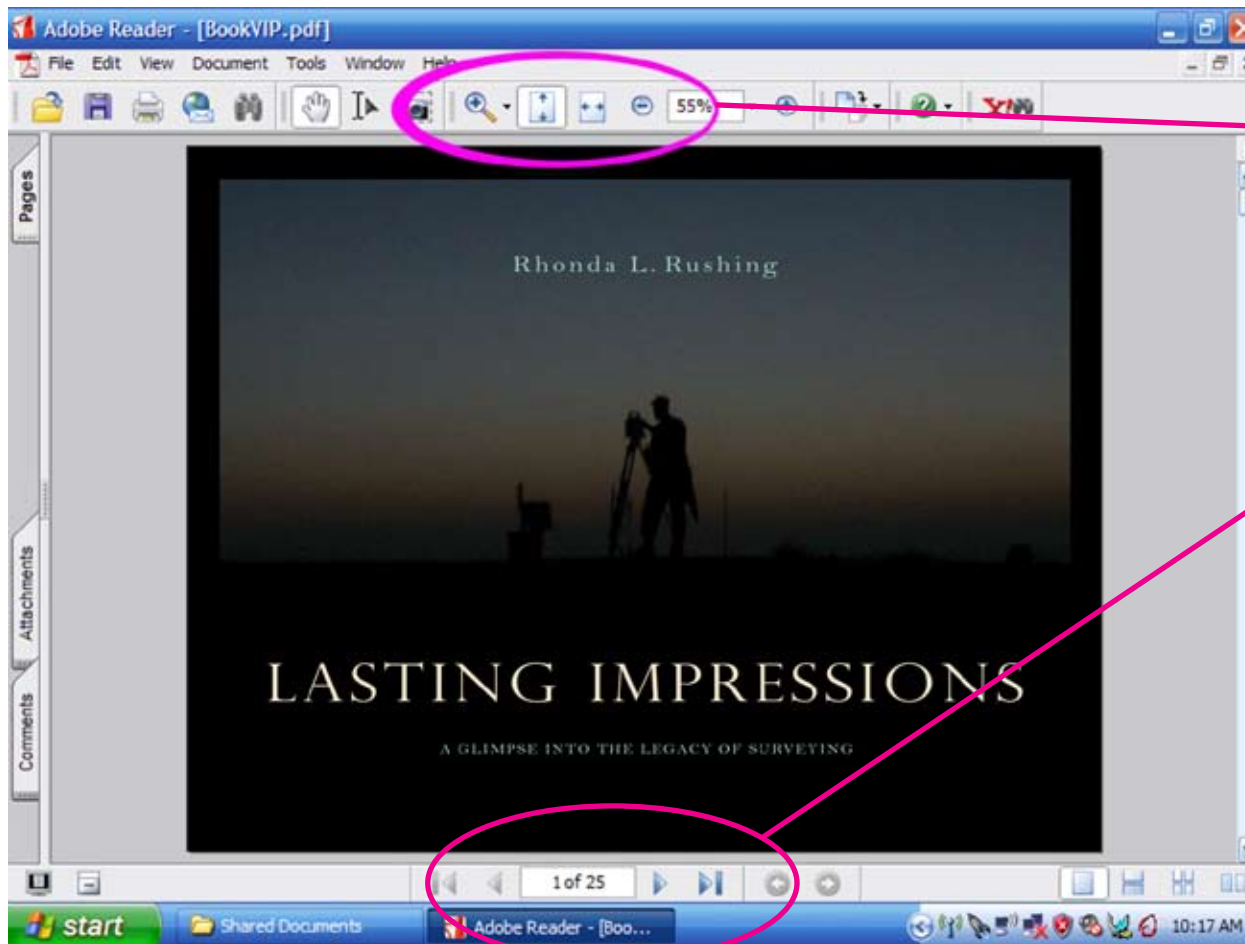 Adobe Reader - [BookVIP.pdf]
File Edit View Document Tools Window Help
55%
Pages
Rhonda L. Rushing
Attachments
LASTING IMPRESSIONS
Comments
A GLIMPSE INTO THE LEGACY OF SURVEYING
1 of 25
start Shared Documents Adobe Reader - [Boo... 10:17 AM